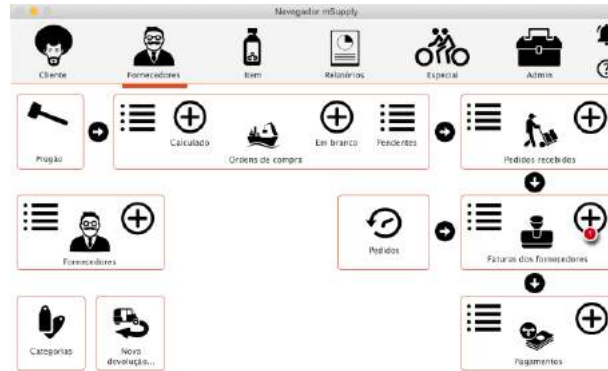 Navegador mSupply
Cliente
Fornecedores
Item
Relatórios
Especial
Admin
Pregão
Calculado
Em branco
Pendentes
Ordens de compra
Pedidos recebidos
Fornecedores
Pedidos
1
Faturas dos fornecedores
Categorias
Nova
devolução...
Pagamentos